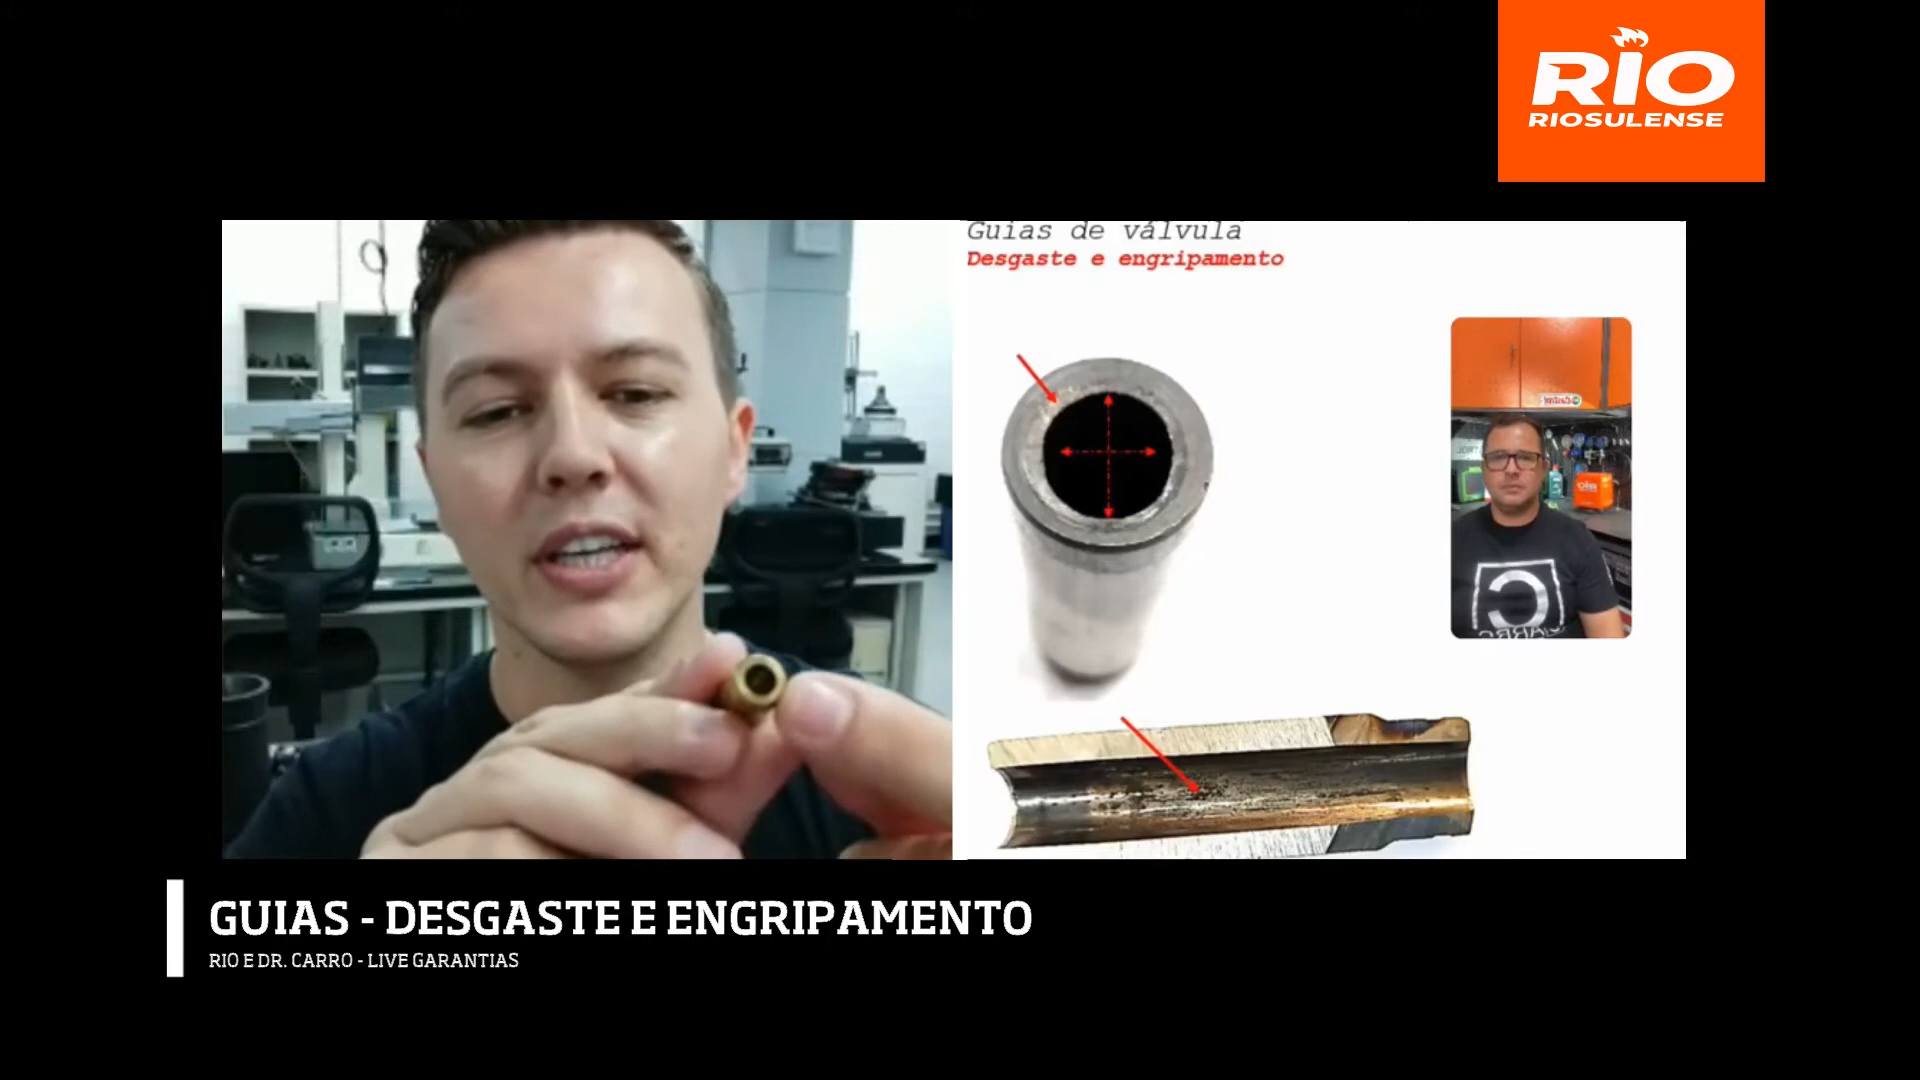 RIO
RIOSULENSE
Guias de válvula
Desgaste e engripamento
GUIAS - DESGASTE E ENGRIPAMENTO
RIO E DR. CARRO - LIVE GARANTIAS